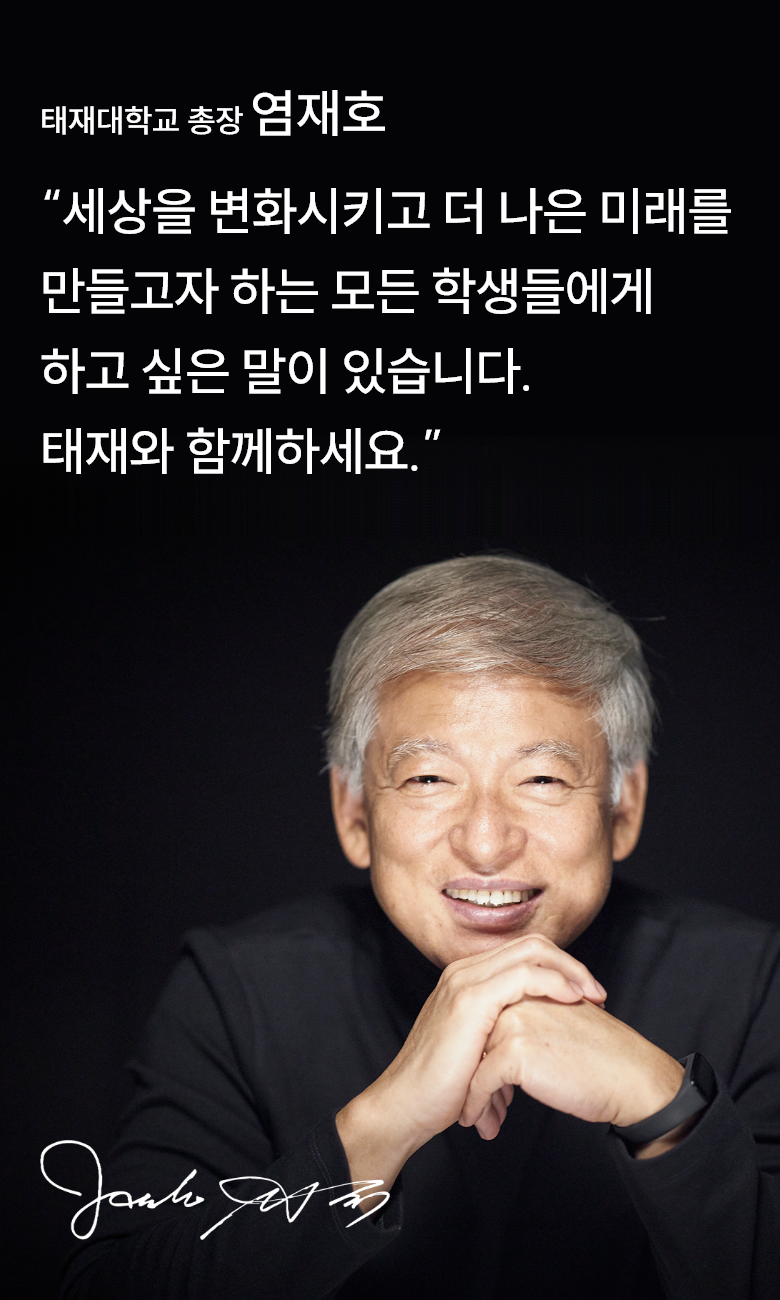 태재대학교 총장 염재호
“세상을 변화시키고 더 나은 미래를
만들고자 하는 모든 학생들에게
하고 싶은 말이 있습니다.
태재와 함께하세요.”